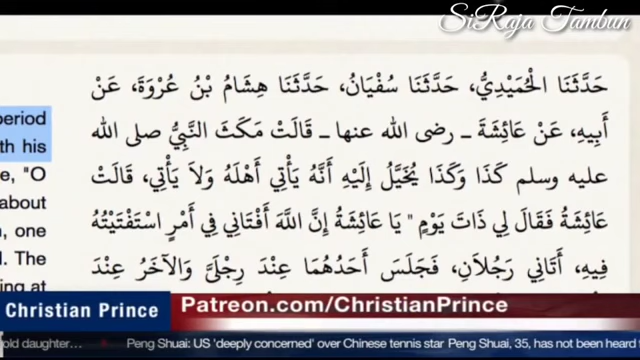 SiRaja Tambun
حَدَّثَنَا الْحُمَيْدِيُّ، حَدَّثَنَا سُفْيَانُ، حَدَّثَنَا هِشَامُ بْنُ عُرْوَةَ، عَنْ
أَبِيهِ، عَنْ عَائِشَةَ ـ رضى الله عنها ـ قَالَتْ مَكَثَ النَّبِيُّ صلى الله
عليه وسلم كَذَا وَكَذَا يُخَيَّلُ إِلَيْهِ أَنَّهُ يَأْتِي أَهْلَهُ وَلاَ يَأْتِي، قَالَتْ
عَائِشَةُ فَقَالَ لِي ذَاتَ يَوْمٍ " يَا عَائِشَةُ إِنَّ اللَّهَ أَفْتَانِي فِي أَمْرٍ اسْتَفْتَيْتُهُ
فِيهِ، أَتَانِي رَجُلاَنِ، فَجَلَسَ أَحَدُهُمَا عِنْدَ رِجْلَىَّ وَالآخَرُ عِنْدَ
period
th his
e, "O
about
, one
. The
ing at
Christian Prince
Patreon.com/ChristianPrince
old daughter...
Peng Shuai: US 'deeply concerned' over Chinese tennis star Peng Shuai, 35, has not been heard